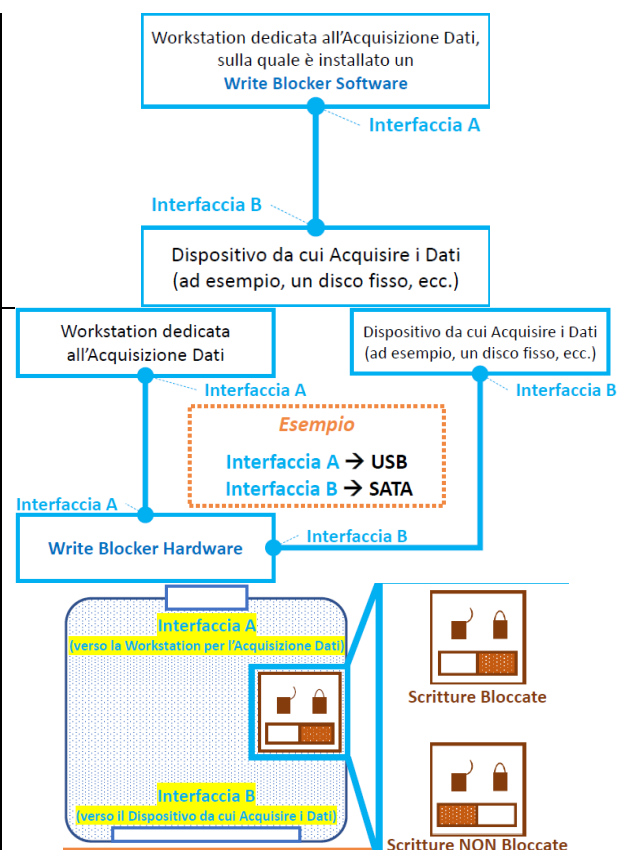 Workstation dedicata all'Acquisizione Dati,
sulla quale è installato un
Write Blocker Software
Interfaccia A
Interfaccia B
Dispositivo da cui Acquisire i Dati
(ad esempio, un disco fisso, ecc.)
Workstation dedicata
all'Acquisizione Dati
Dispositivo da cui Acquisire i Dati
(ad esempio, un disco fisso, ecc.)
Interfaccia A
Interfaccia B
Esempio
Interfaccia A → USB
Interfaccia B → SATA
Interfaccia A
Interfaccia B
Write Blocker Hardware
Interfaccia A
(verso la Workstation per l'Acquisizione Dati)
Interfaccia B
(verso il Dispositivo da cui Acquisire i Dati)
Scritture Bloccate
Scritture NON Bloccate